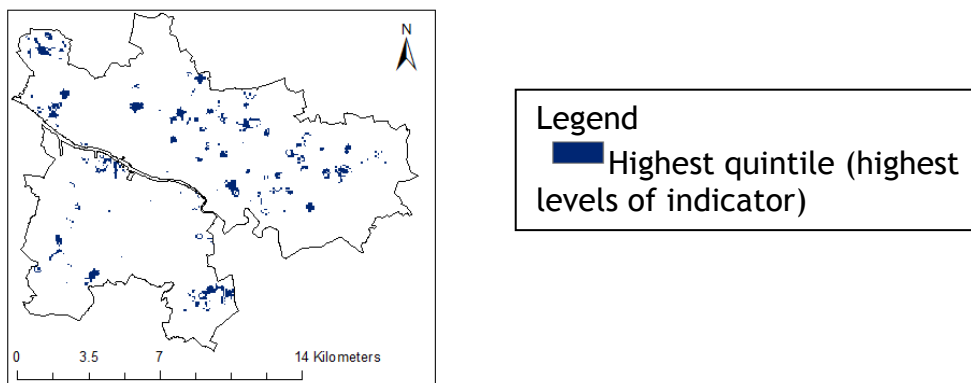 N
0 3.5 7 14 Kilometers
Legend
Highest quintile (highest
levels of indicator)